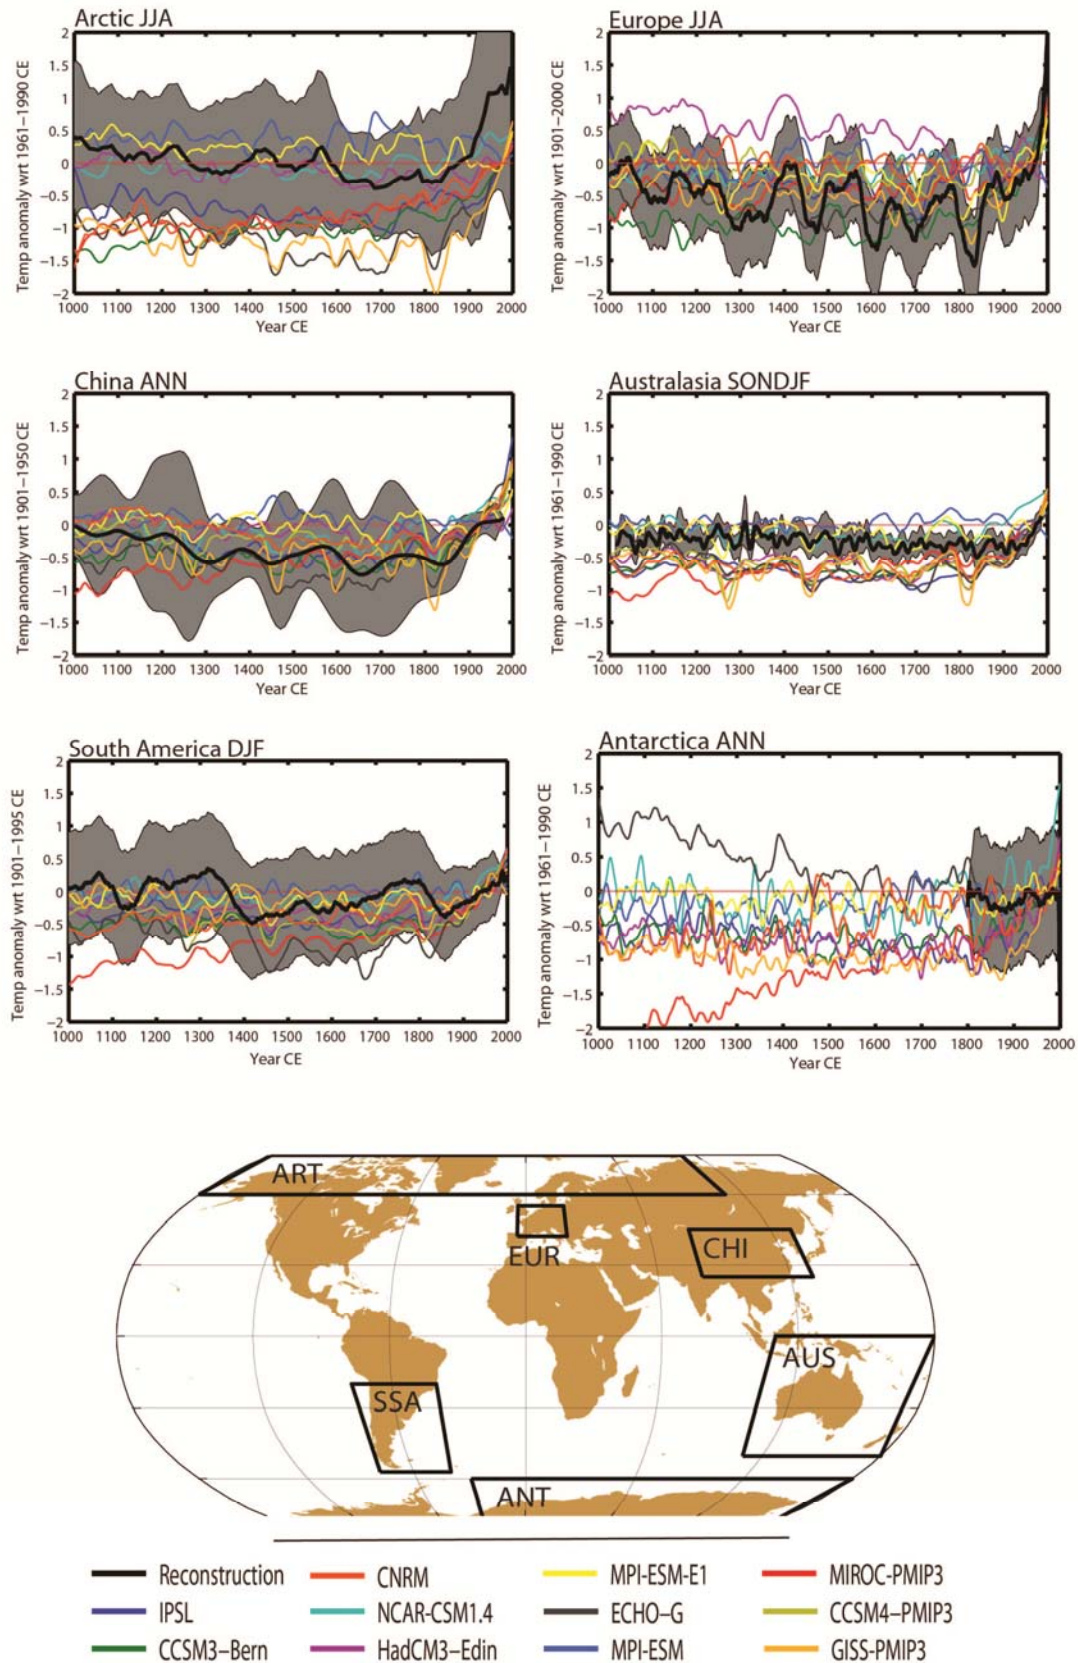 Arctic JJA
Temp anomaly wrt 1961–1990 CE
2
1.5
1
0.5
0
−0.5
−1
−1.5
−2
1000 1100 1200 1300 1400 1500 1600 1700 1800 1900 2000
Year CE
Europe JJA
Temp anomaly wrt 1901–2000 CE
2
1.5
1
0.5
0
−0.5
−1
−1.5
−2
1000 1100 1200 1300 1400 1500 1600 1700 1800 1900 2000
Year CE
China ANN
Temp anomaly wrt 1901–1950 CE
2
1.5
1
0.5
0
−0.5
−1
−1.5
−2
1000 1100 1200 1300 1400 1500 1600 1700 1800 1900 2000
Year CE
Australasia SONDJF
Temp anomaly wrt 1961–1990 CE
2
1.5
1
0.5
0
−0.5
−1
−1.5
−2
1000 1100 1200 1300 1400 1500 1600 1700 1800 1900 2000
Year CE
South America DJF
Temp anomaly wrt 1901–1995 CE
2
1.5
1
0.5
0
−0.5
−1
−1.5
−2
1000 1100 1200 1300 1400 1500 1600 1700 1800 1900 2000
Year CE
Antarctica ANN
Temp anomaly wrt 1961–1990 CE
2
1.5
1
0.5
0
−0.5
−1
−1.5
−2
1000 1100 1200 1300 1400 1500 1600 1700 1800 1900 2000
Year CE
ART
EUR
CHI
AUS
SSA
ANT
Reconstruction CNRM MPI-ESM-E1 MIROC-PMIP3
IPSL NCAR-CSM1.4 ECHO–G CCSM4–PMIP3
CCSM3–Bern HadCM3–Edin MPI-ESM GISS-PMIP3